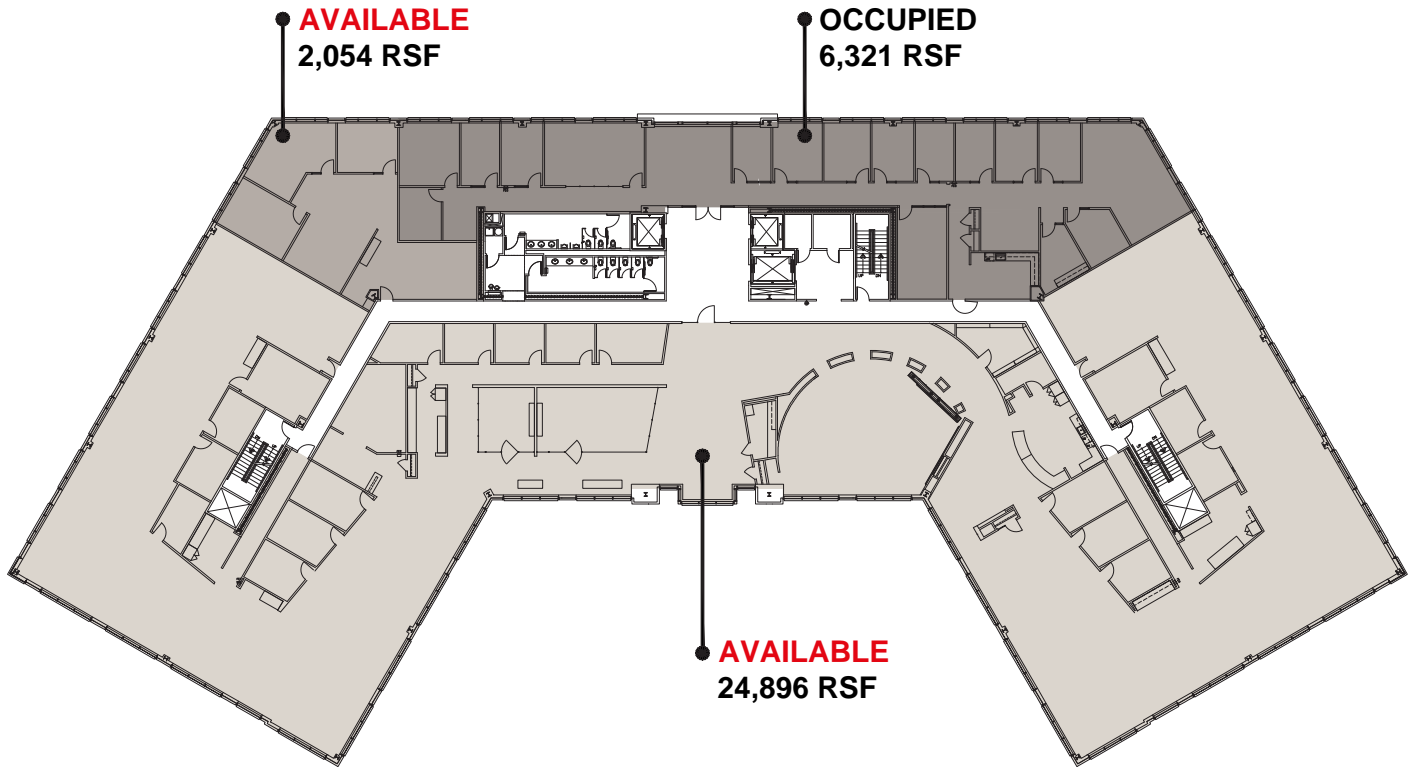 AVAILABLE
2,054 RSF
OCCUPIED
6,321 RSF
AVAILABLE
24,896 RSF